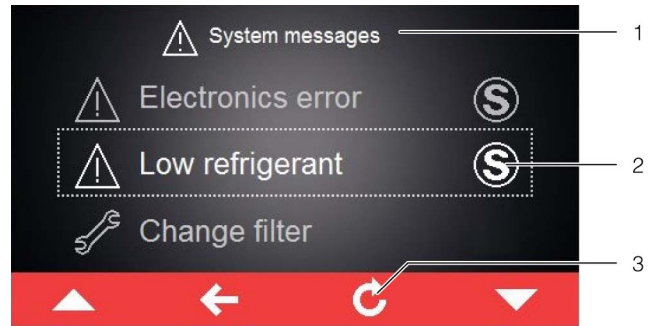 System messages
1
Electronics error
S
Low refrigerant
S
2
Change filter
3